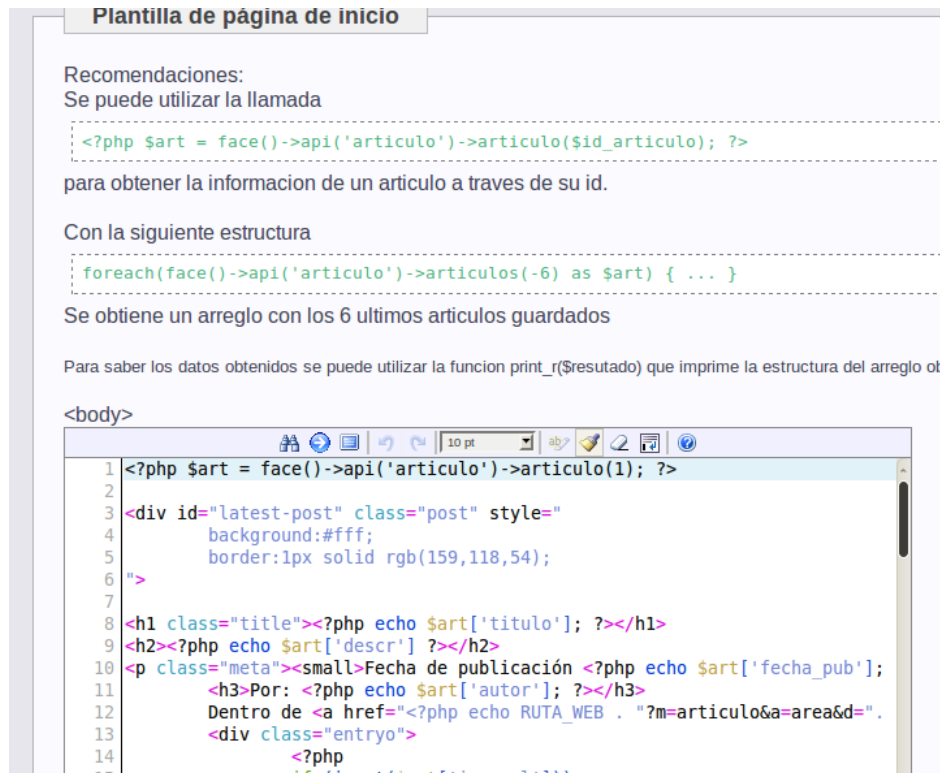 Plantilla de página de inicio
Recomendaciones:
Se puede utilizar la llamada
<?php $art = face()->api('articulo')->articulo($id_articulo); ?>
para obtener la informacion de un articulo a traves de su id.
Con la siguiente estructura
foreach(face()->api('articulo')->articulos(-6) as $art) { ... }
Se obtiene un arreglo con los 6 ultimos articulos guardados
Para saber los datos obtenidos se puede utilizar la funcion print_r($resutado) que imprime la estructura del arreglo
<body>
10 pt
1 <?php $art = face()->api('articulo')->articulo(1); ?>
2
3 <div id="latest-post" class="post" style="
4 background:#fff;
5 border:1px solid rgb(159,118,54);
6 ">
7
8 <h1 class="title"><?php echo $art['titulo']; ?></h1>
9 <h2><?php echo $art['descr'] ?></h2>
10 <p class="meta"><small>Fecha de publicación <?php echo $art['fecha_pub'];
11 <h3>Por: <?php echo $art['autor']; ?></h3>
12 Dentro de <a href="<?php echo RUTA_WEB . "?m=articulo&a=area&d=".
13 <div class="entryo">
14 <?php